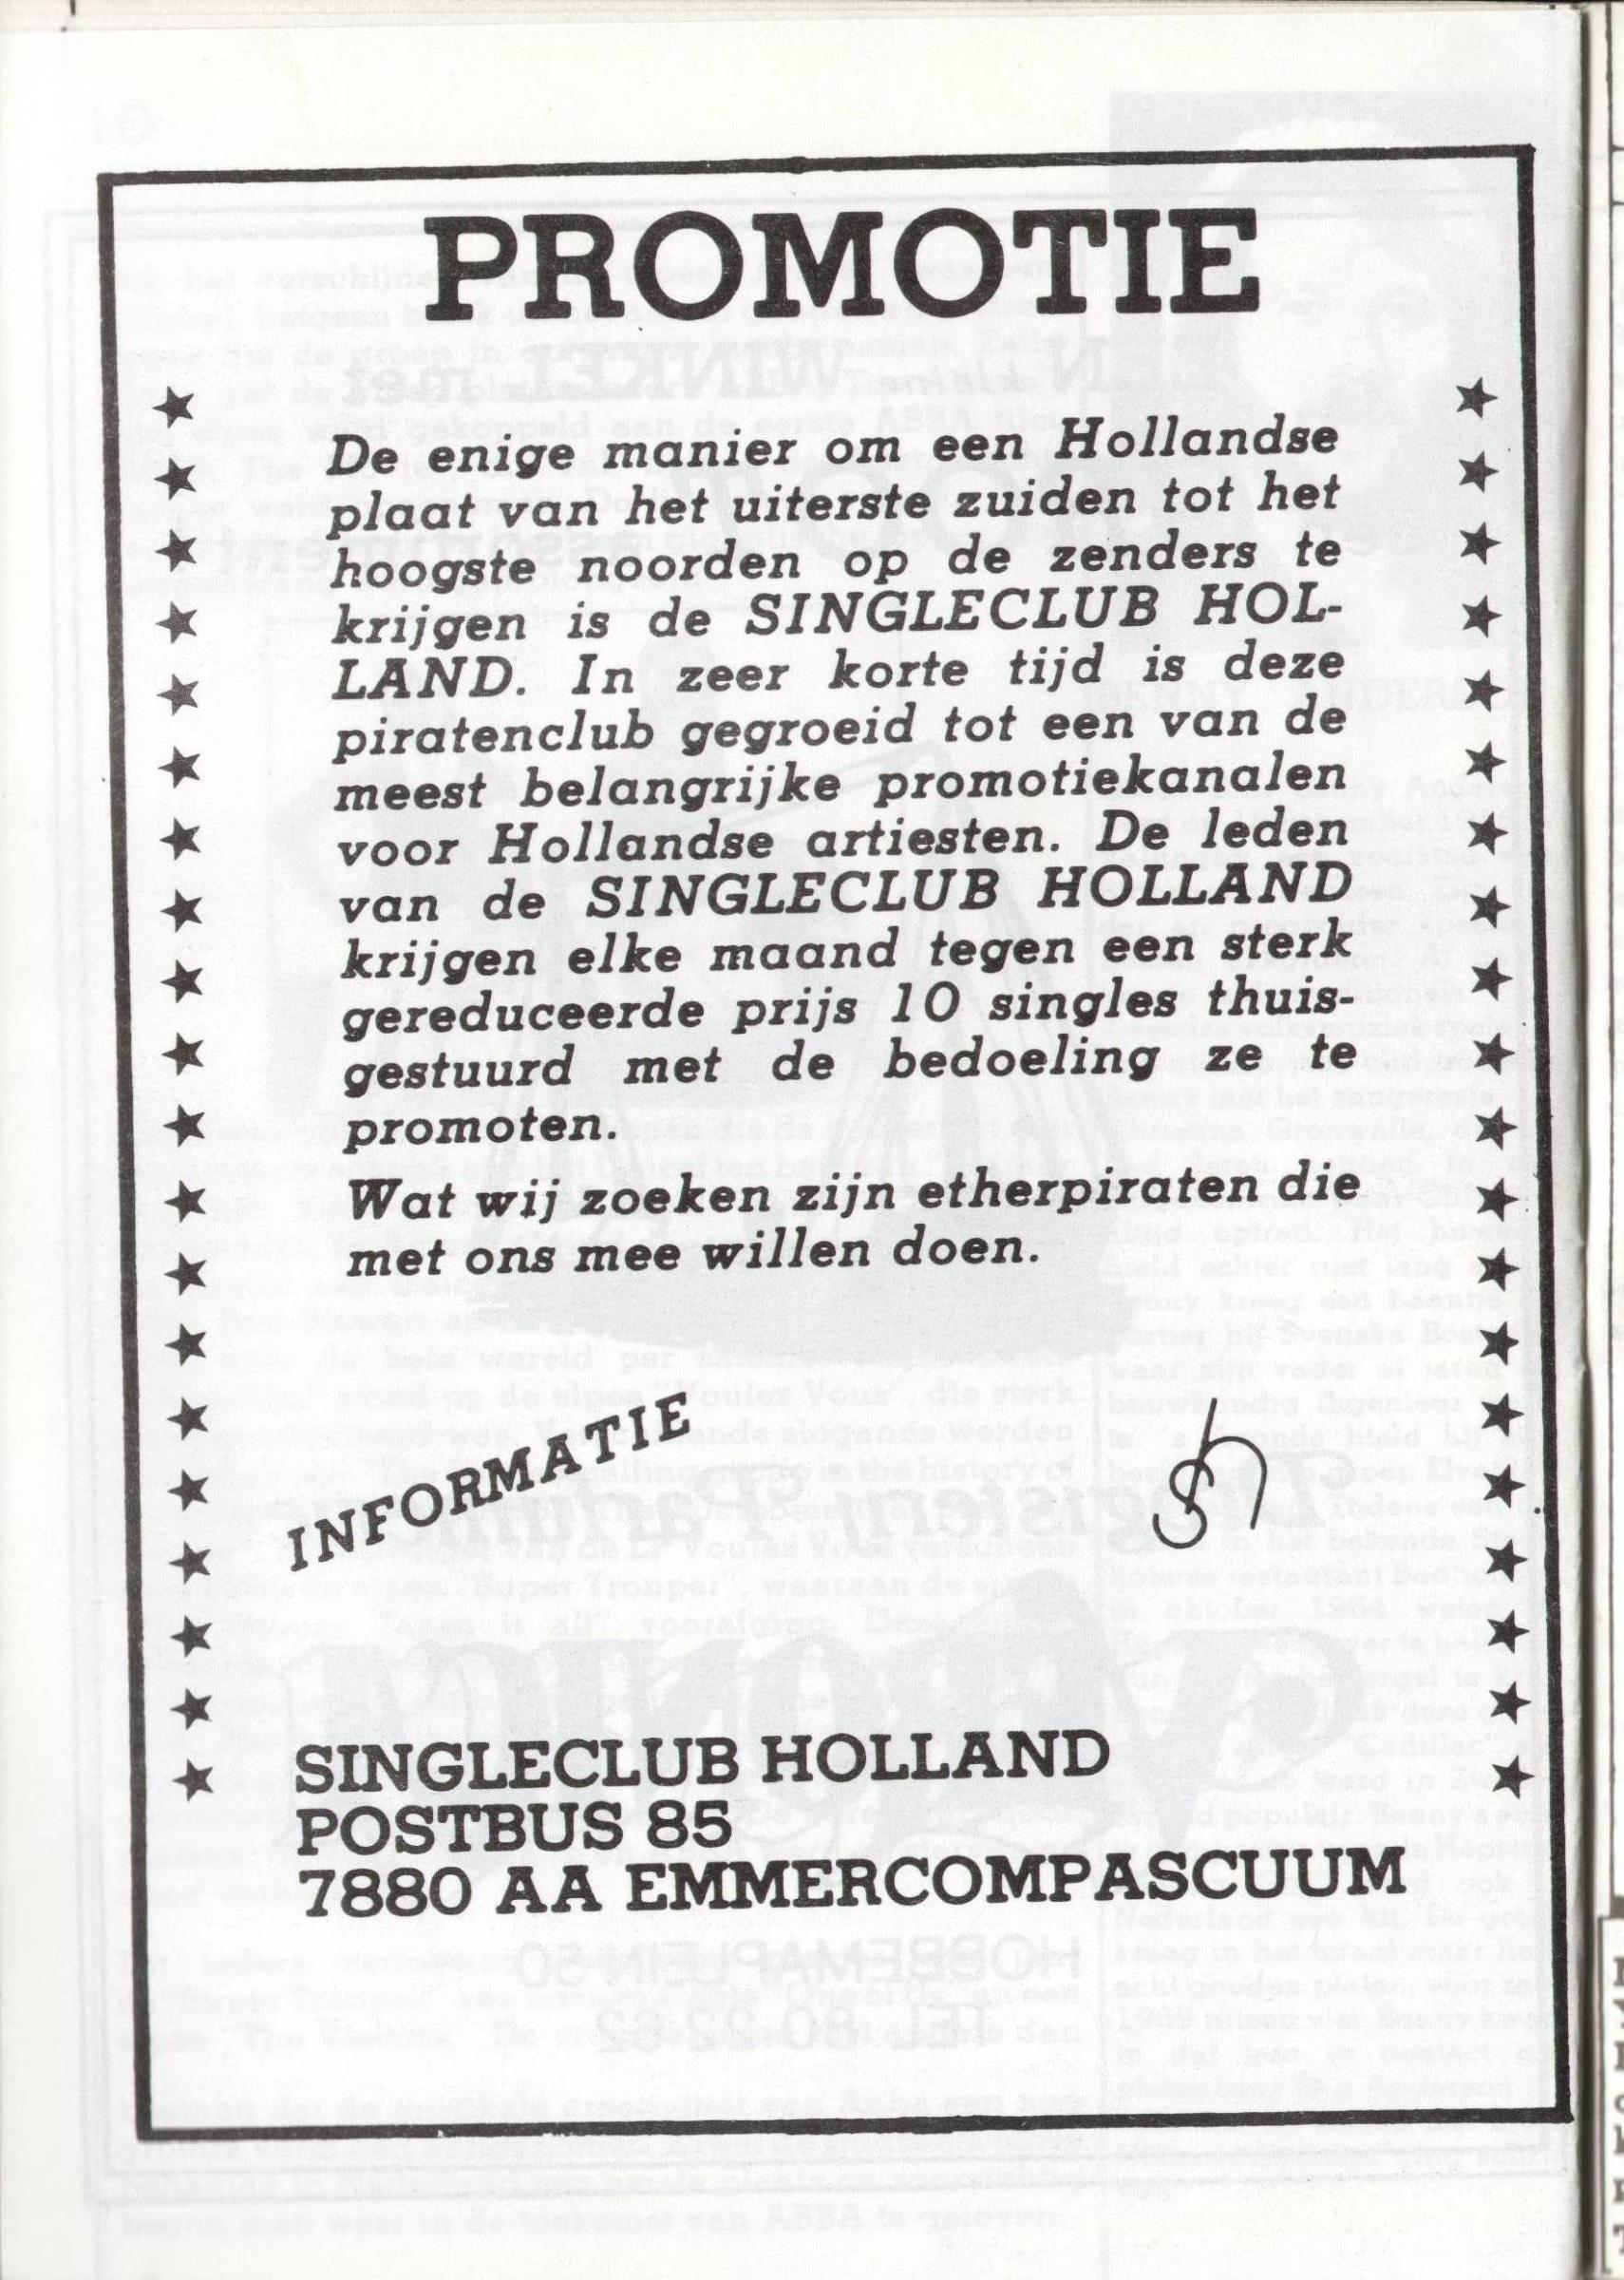 PROMOTIE
De enige manier om een Hollandse
plaat van het uiterste zuiden tot het
hoogste noorden op de zenders te
krijgen is de SINGLECLUB HOL-
LAND. In zeer korte tijd is deze
piratenclub gegroeid tot een van de
meest belangrijke promotiekanalen
voor Hollandse artiesten. De leden
van de SINGLECLUB HOLLAND
krijgen elke maand tegen een sterk
gereduceerde prijs 10 singles thuis-
gestuurd met de bedoeling ze te
promoten.
Wat wij zoeken zijn etherpiraten die
met ons mee willen doen.
INFORMATIE
sh
SINGLECLUB HOLLAND
POSTBUS 85
7880 AA EMMERCOMPASCUUM